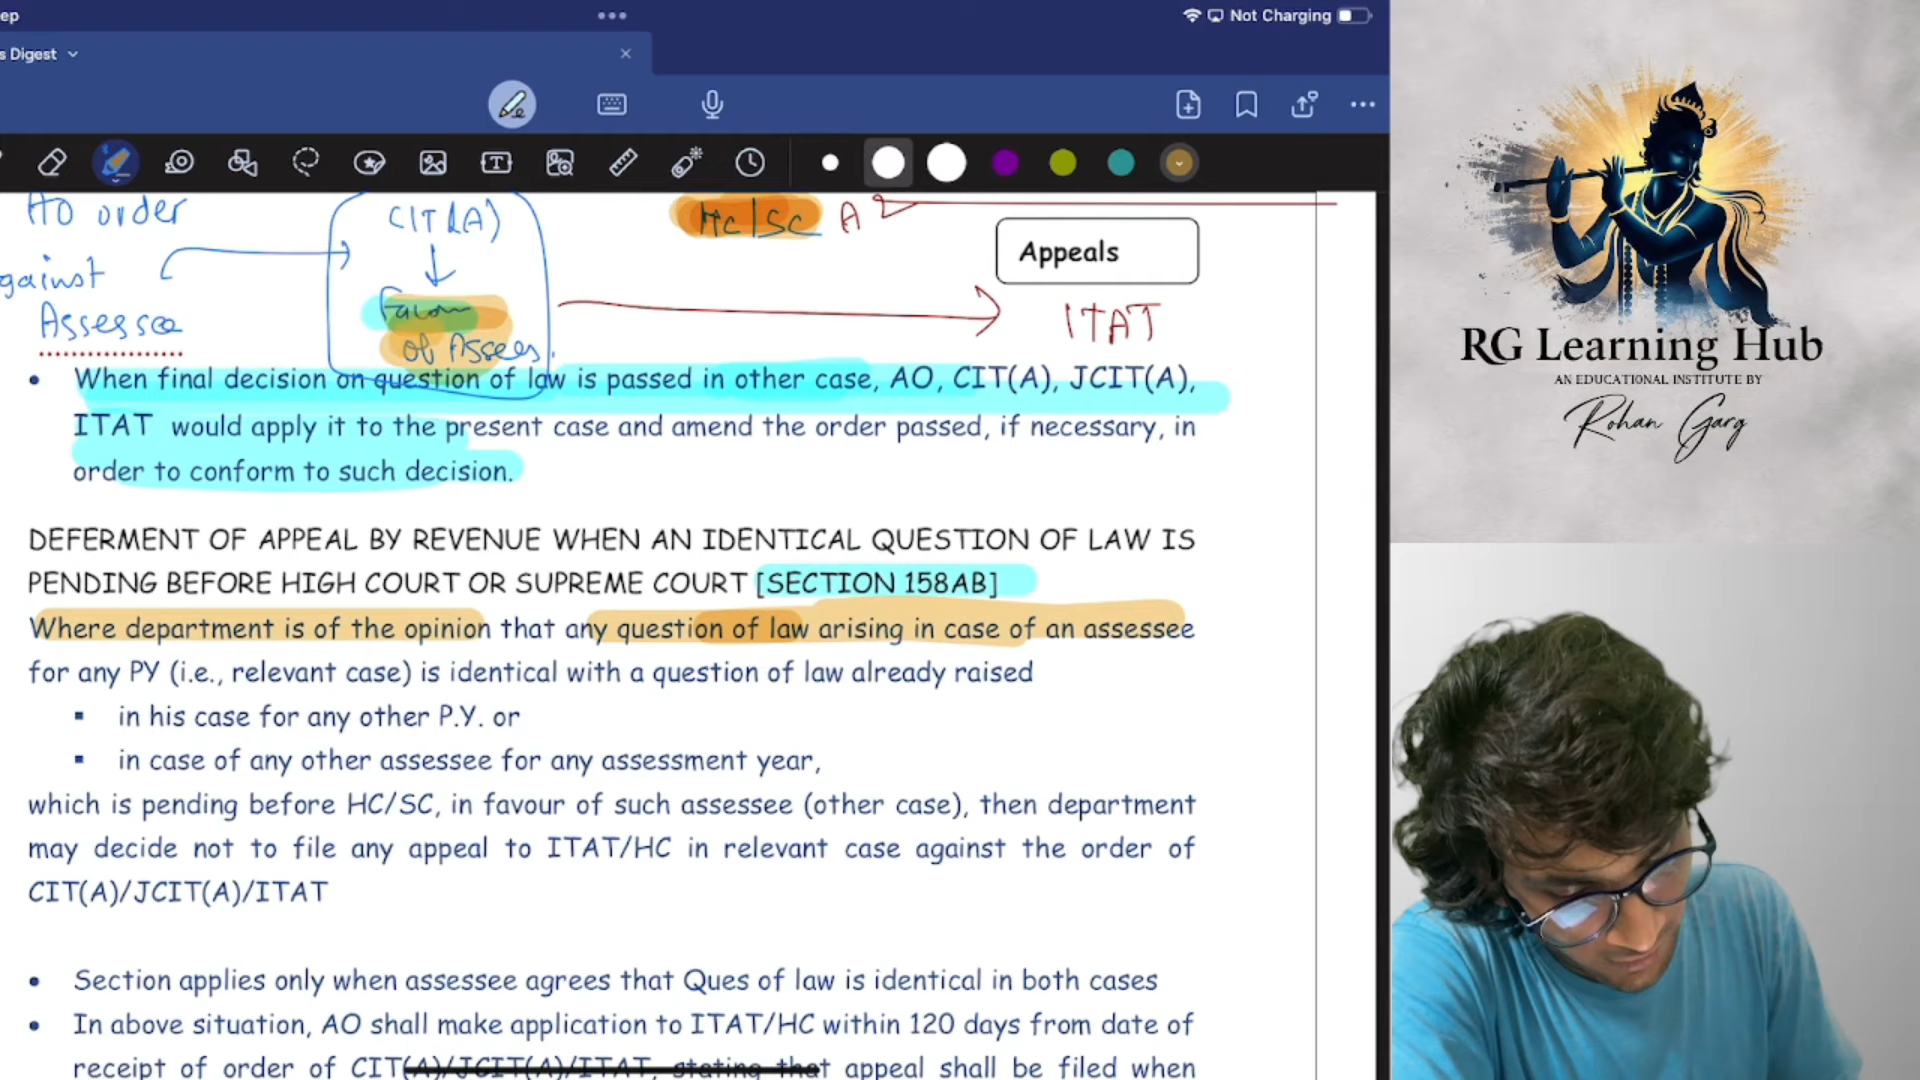 ep
Not Charging
s Digest
AO order
CIT(A)
HC/SC A
Appeals
gainst
Assessee
Favour
of Assees.
ITAT
• When final decision on question of law is passed in other case, AO, CIT(A), JCIT(A),
ITAT would apply it to the present case and amend the order passed, if necessary, in
order to conform to such decision.
DEFERMENT OF APPEAL BY REVENUE WHEN AN IDENTICAL QUESTION OF LAW IS
PENDING BEFORE HIGH COURT OR SUPREME COURT [SECTION 158AB]
Where department is of the opinion that any question of law arising in case of an assessee
for any PY (i.e., relevant case) is identical with a question of law already raised
▪ in his case for any other P.Y. or
▪ in case of any other assessee for any assessment year,
which is pending before HC/SC, in favour of such assessee (other case), then department
may decide not to file any appeal to ITAT/HC in relevant case against the order of
CIT(A)/JCIT(A)/ITAT
• Section applies only when assessee agrees that Ques of law is identical in both cases
• In above situation, AO shall make application to ITAT/HC within 120 days from date of
receipt of order of CIT(A)/JCIT(A)/ITAT, stating that appeal shall be filed when
RG Learning Hub
AN EDUCATIONAL INSTITUTE BY
Rohan Garg